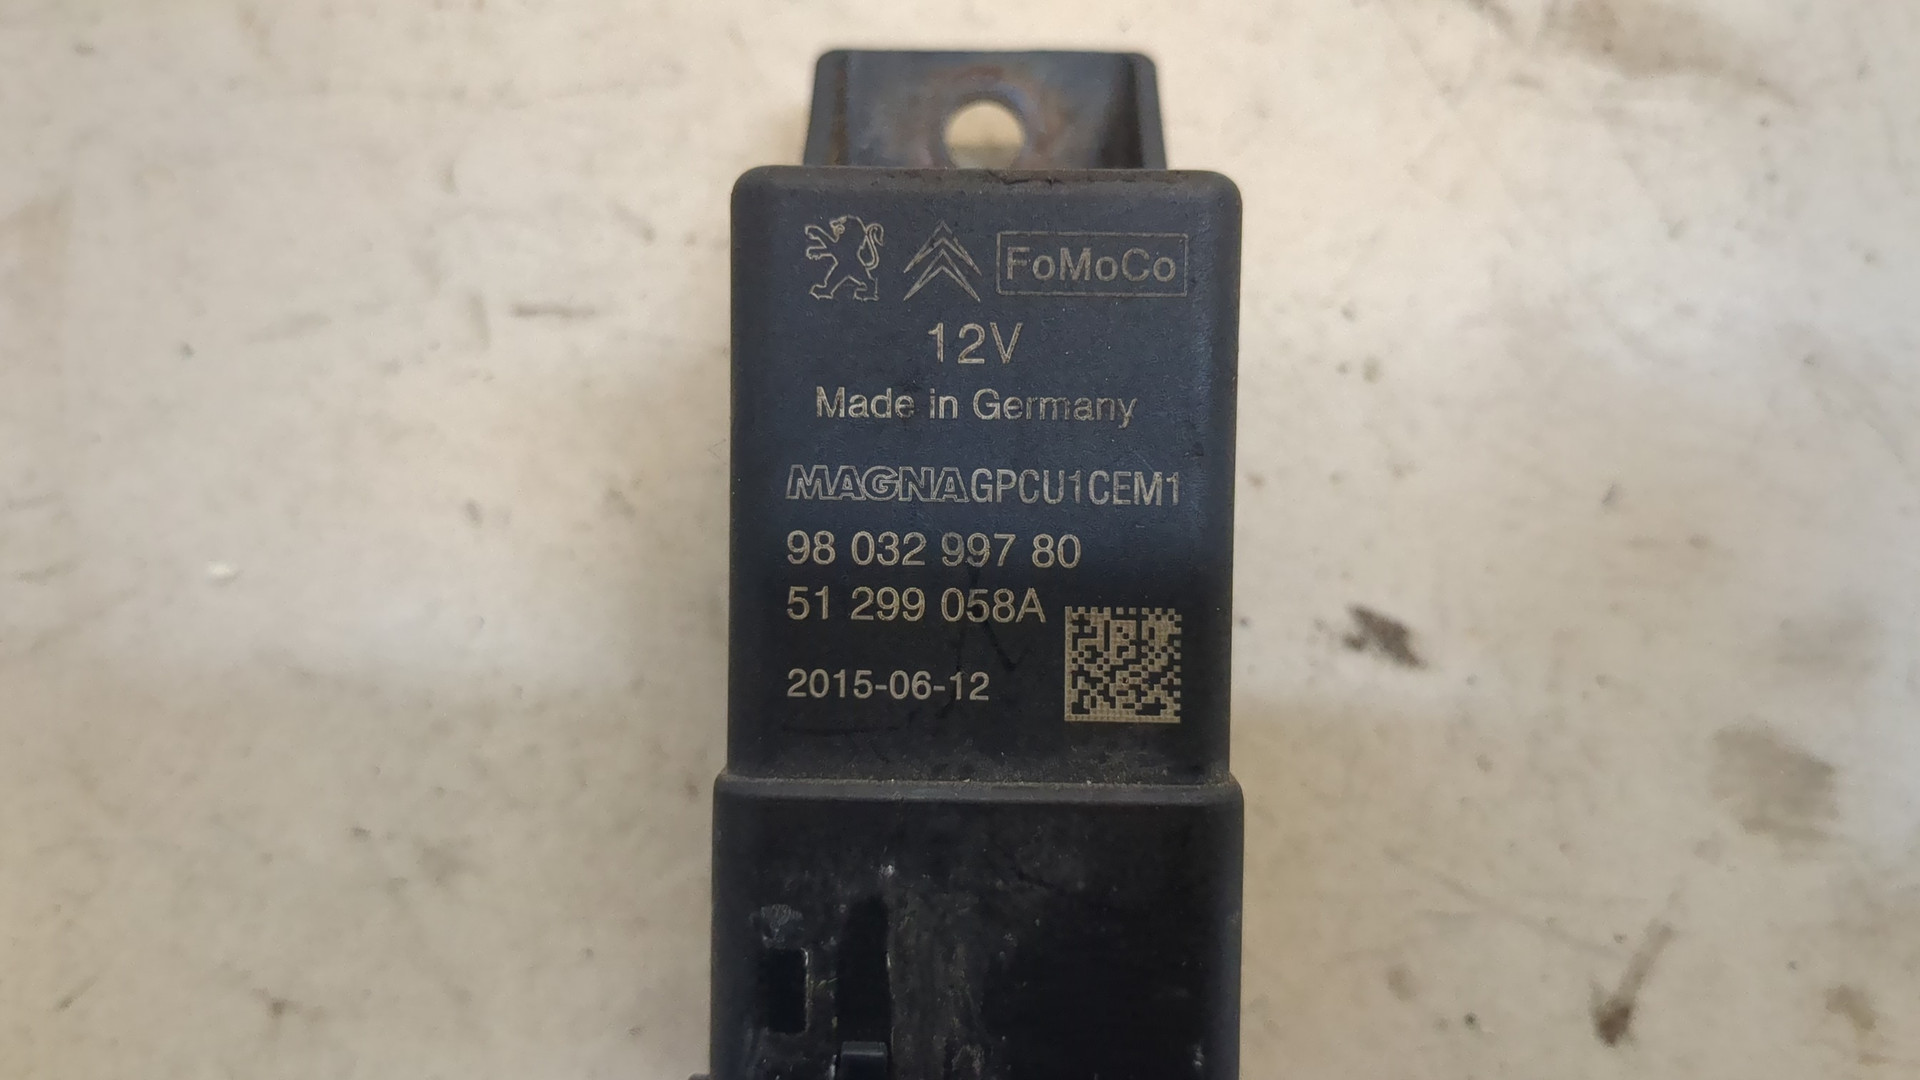 FoMoCo
12V
Made in Germany
MAGNA GPCU1CEM1
98 032 997 80
51 299 058A
2015-06-12